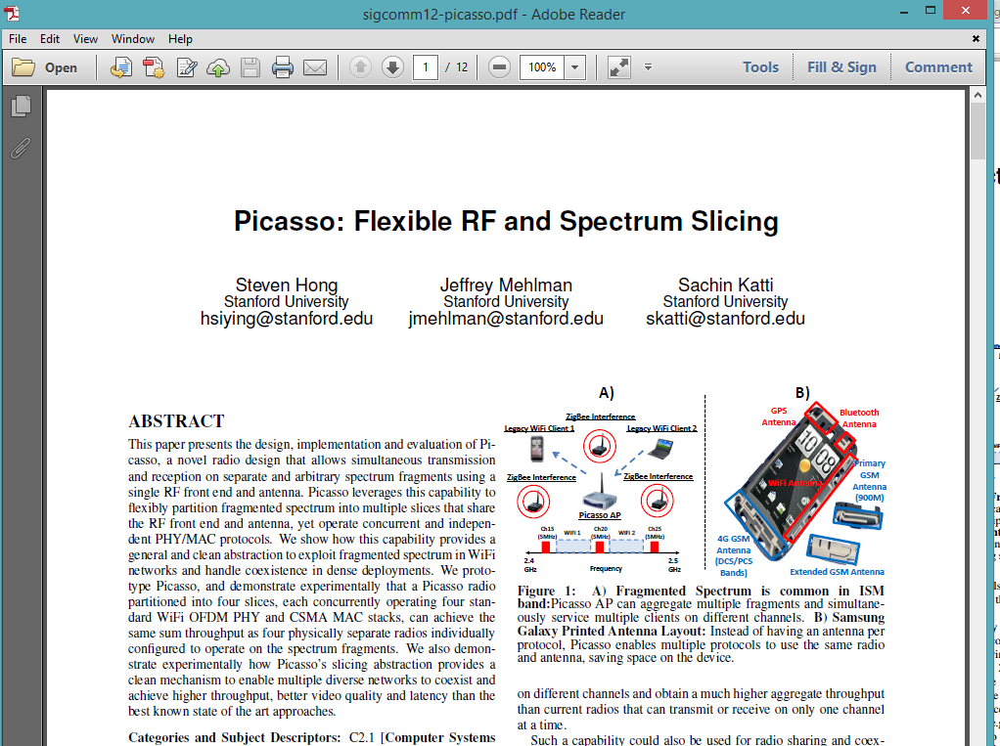 sigcomm12-picasso.pdf - Adobe Reader
File Edit View Window Help
Open
1 / 12
100%
Tools
Fill & Sign
Comment
Picasso: Flexible RF and Spectrum Slicing
Steven Hong
Stanford University
hsiying@stanford.edu
Jeffrey Mehlman
Stanford University
jmehlman@stanford.edu
Sachin Katti
Stanford University
skatti@stanford.edu
ABSTRACT
This paper presents the design, implementation and evaluation of Pi-
casso, a novel radio design that allows simultaneous transmission
and reception on separate and arbitrary spectrum fragments using a
single RF front end and antenna. Picasso leverages this capability to
flexibly partition fragmented spectrum into multiple slices that share
the RF front end and antenna, yet operate concurrent and indepen-
dent PHY/MAC protocols. We show how this capability provides a
general and clean abstraction to exploit fragmented spectrum in WiFi
networks and handle coexistence in dense deployments. We proto-
type Picasso, and demonstrate experimentally that a Picasso radio
partitioned into four slices, each concurrently operating four stan-
dard WiFi OFDM PHY and CSMA MAC stacks, can achieve the
same sum throughput as four physically separate radios individually
configured to operate on the spectrum fragments. We also demon-
strate experimentally how Picasso's slicing abstraction provides a
clean mechanism to enable multiple diverse networks to coexist and
achieve higher throughput, better video quality and latency than the
best known state of the art approaches.
Categories and Subject Descriptors: C2.1 [Computer Systems
A)
ZigBee Interference
Legacy WiFi Client 1
Legacy WiFi Client 2
ZigBee Interference
ZigBee Interference
Picasso AP
Ch15
(5MHz)
WIFI 1
Ch20
(5MHz)
WIFI 2
Ch25
(5MHz)
2.4
GHz
Frequency
2.5
GHz
B)
GPS
Antenna
Bluetooth
Antenna
10
08
WiFi Antenna
Primary
GSM
Antenna
(900M)
4G GSM
Antenna
(DCS/PCS
Bands)
Extended GSM Antenna
Figure 1: A) Fragmented Spectrum is common in ISM
band:Picasso AP can aggregate multiple fragments and simultane-
ously service multiple clients on different channels. B) Samsung
Galaxy Printed Antenna Layout: Instead of having an antenna per
protocol, Picasso enables multiple protocols to use the same radio
and antenna, saving space on the device.
on different channels and obtain a much higher aggregate throughput
than current radios that can transmit or receive on only one channel
at a time.
Such a capability could also be used for radio sharing and coex-